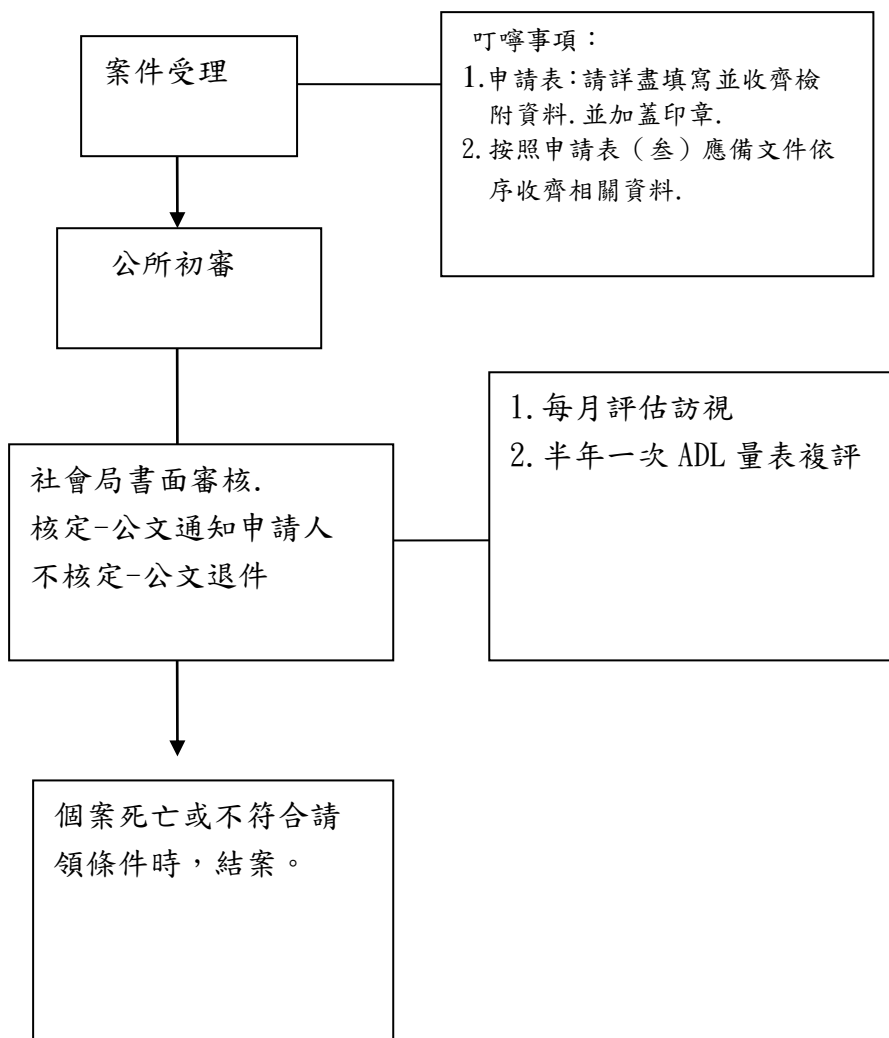 案件受理
叮嚀事項：
1.申請表:請詳盡填寫並收齊檢
附資料.並加蓋印章.
2.按照申請表（叁）應備文件依
序收齊相關資料.
公所初審
社會局書面審核.
核定-公文通知申請人
不核定-公文退件
1.每月評估訪視
2.半年一次 ADL 量表複評
個案死亡或不符合請
領條件時，結案。